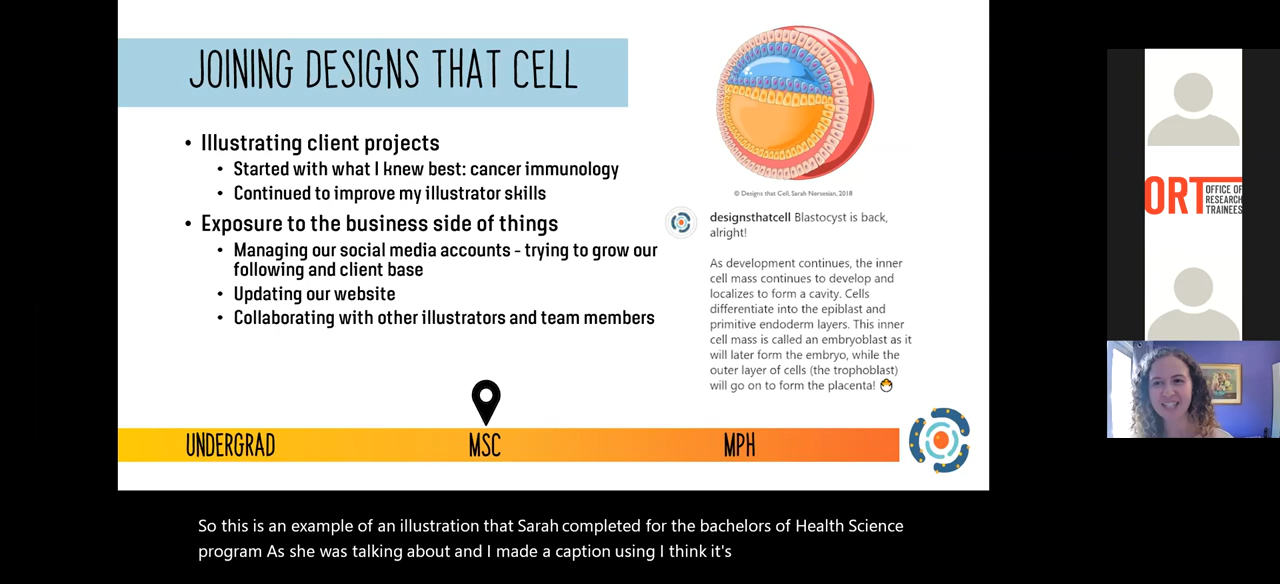 JOINING DESIGNS THAT CELL
• Illustrating client projects
• Started with what I knew best: cancer immunology
• Continued to improve my illustrator skills
• Exposure to the business side of things
• Managing our social media accounts - trying to grow our
following and client base
• Updating our website
• Collaborating with other illustrators and team members
© Designs that Cell, Sarah Nersesian, 2018
designsthatcell Blastocyst is back,
alright!
As development continues, the inner
cell mass continues to develop and
localizes to form a cavity. Cells
differentiate into the epiblast and
primitive endoderm layers. This inner
cell mass is called an embryoblast as it
will later form the embryo, while the
outer layer of cells (the trophoblast)
will go on to form the placenta! 🐣
UNDERGRAD MSC MPH
ORT OFFICE OF
RESEARCH
TRAINEES
So this is an example of an illustration that Sarah completed for the bachelors of Health Science
program As she was talking about and I made a caption using I think it's